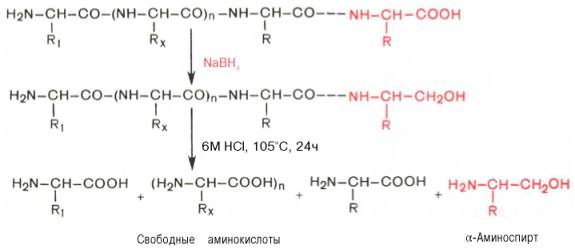 H₂N—CH—CO—(NH—CH—CO)n—NH—CH—CO---NH—CH—COOH
R₁ Rₓ R R
NaBH₄
H₂N—CH—CO—(NH—CH—CO)n—NH—CH—CO---NH—CH—CH₂OH
R₁ Rₓ R R
6М HCl, 105°С, 24ч
H₂N—CH—COOH + (H₂N—CH—COOH)n + H₂N—CH—COOH + H₂N—CH—CH₂OH
R₁ Rₓ R R
Свободные аминокислоты α-Аминоспирт